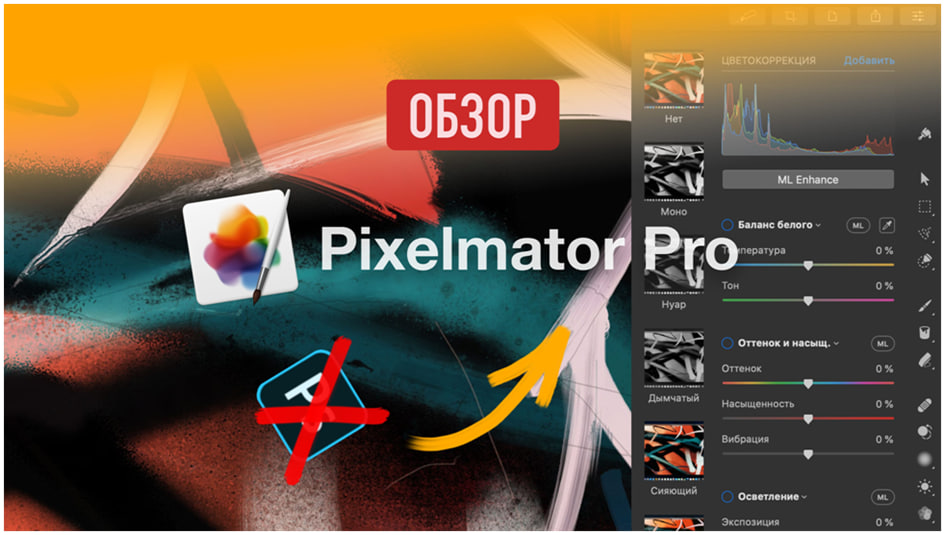 ОБЗОР
Pixelmator Pro
Нет
Моно
Нуар
Дымчатый
Сияющий
ЦВЕТОКОРРЕКЦИЯ Добавить
ML Enhance
Баланс белого ML
Температура 0 %
Тон 0 %
Оттенок и насыщ. ML
Оттенок 0 %
Насыщенность 0 %
Вибрация 0 %
Осветление ML
Экспозиция 0 %